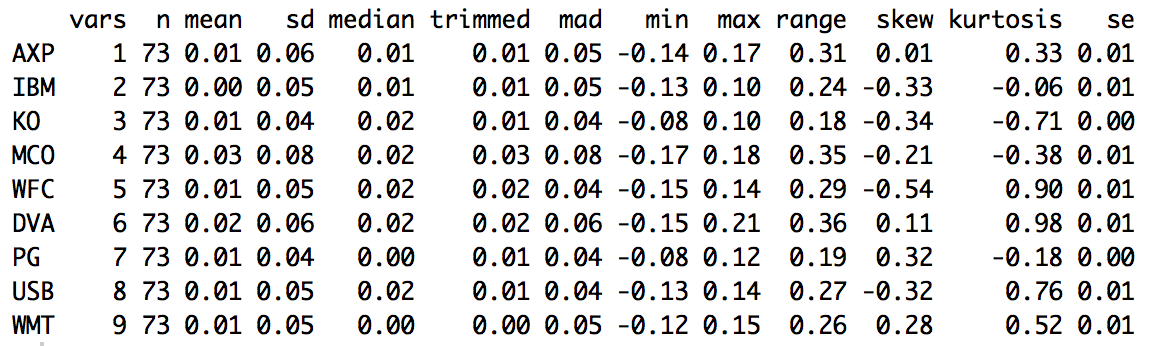 vars n mean sd median trimmed mad min max range skew kurtosis se
AXP 1 73 0.01 0.06 0.01 0.01 0.05 -0.14 0.17 0.31 0.01 0.33 0.01
IBM 2 73 0.00 0.05 0.01 0.01 0.05 -0.13 0.10 0.24 -0.33 -0.06 0.01
KO 3 73 0.01 0.04 0.02 0.01 0.04 -0.08 0.10 0.18 -0.34 -0.71 0.00
MCO 4 73 0.03 0.08 0.02 0.03 0.08 -0.17 0.18 0.35 -0.21 -0.38 0.01
WFC 5 73 0.01 0.05 0.02 0.02 0.04 -0.15 0.14 0.29 -0.54 0.90 0.01
DVA 6 73 0.02 0.06 0.02 0.02 0.06 -0.15 0.21 0.36 0.11 0.98 0.01
PG 7 73 0.01 0.04 0.00 0.01 0.04 -0.08 0.12 0.19 0.32 -0.18 0.00
USB 8 73 0.01 0.05 0.02 0.01 0.04 -0.13 0.14 0.27 -0.32 0.76 0.01
WMT 9 73 0.01 0.05 0.00 0.00 0.05 -0.12 0.15 0.26 0.28 0.52 0.01